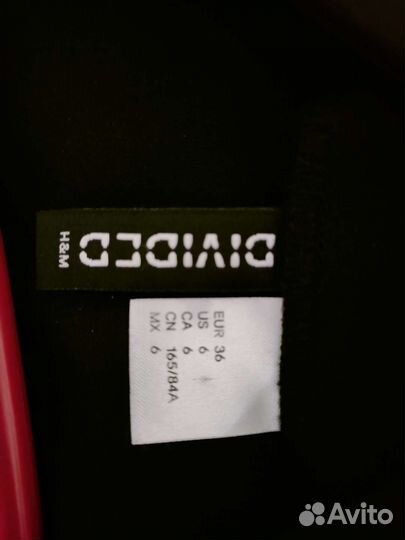 DIVIDED
H&M
EUR 36
US 6
CA 6
CN 165/84A
MX 6
Avito